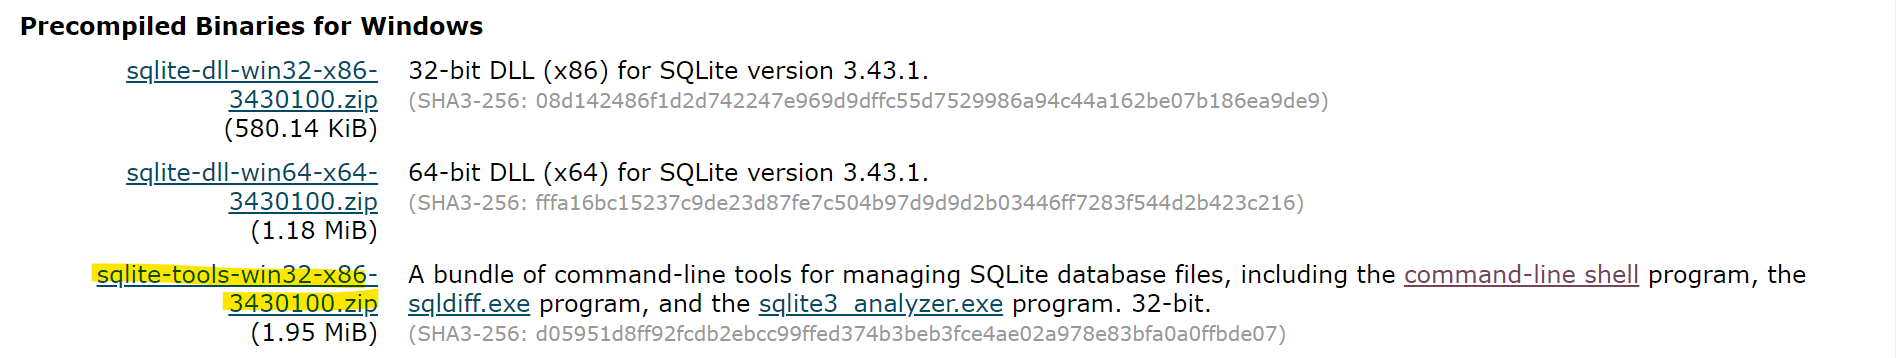 Precompiled Binaries for Windows
sqlite-dll-win32-x86-
3430100.zip
(580.14 KiB)
32-bit DLL (x86) for SQLite version 3.43.1.
(SHA3-256: 08d142486f1d2d742247e969d9dffc55d7529986a94c44a162be07b186ea9de9)
sqlite-dll-win64-x64-
3430100.zip
(1.18 MiB)
64-bit DLL (x64) for SQLite version 3.43.1.
(SHA3-256: fffa16bc15237c9de23d87fe7c504b97d9d9d2b03446ff7283f544d2b423c216)
sqlite-tools-win32-x86-
3430100.zip
(1.95 MiB)
A bundle of command-line tools for managing SQLite database files, including the command-line shell program, the
sqldiff.exe program, and the sqlite3_analyzer.exe program. 32-bit.
(SHA3-256: d05951d8ff92fcdb2ebcc99ffed374b3beb3fce4ae02a978e83bfa0a0ffbde07)